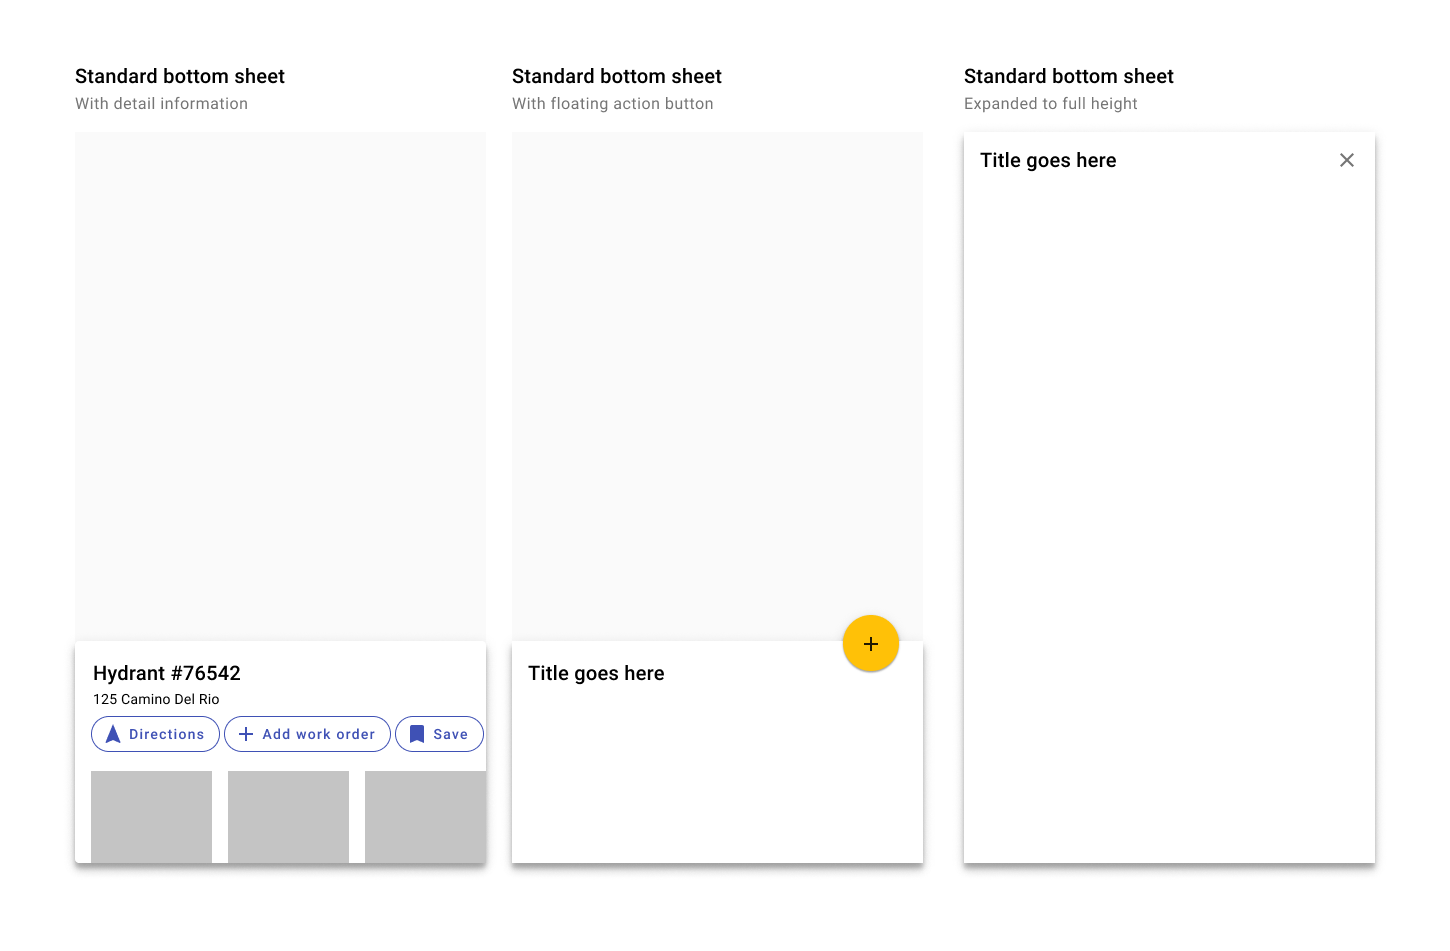 Standard bottom sheet
With detail information
Hydrant #76542
125 Camino Del Rio
Directions
Add work order
Save
Standard bottom sheet
With floating action button
Title goes here
Standard bottom sheet
Expanded to full height
Title goes here